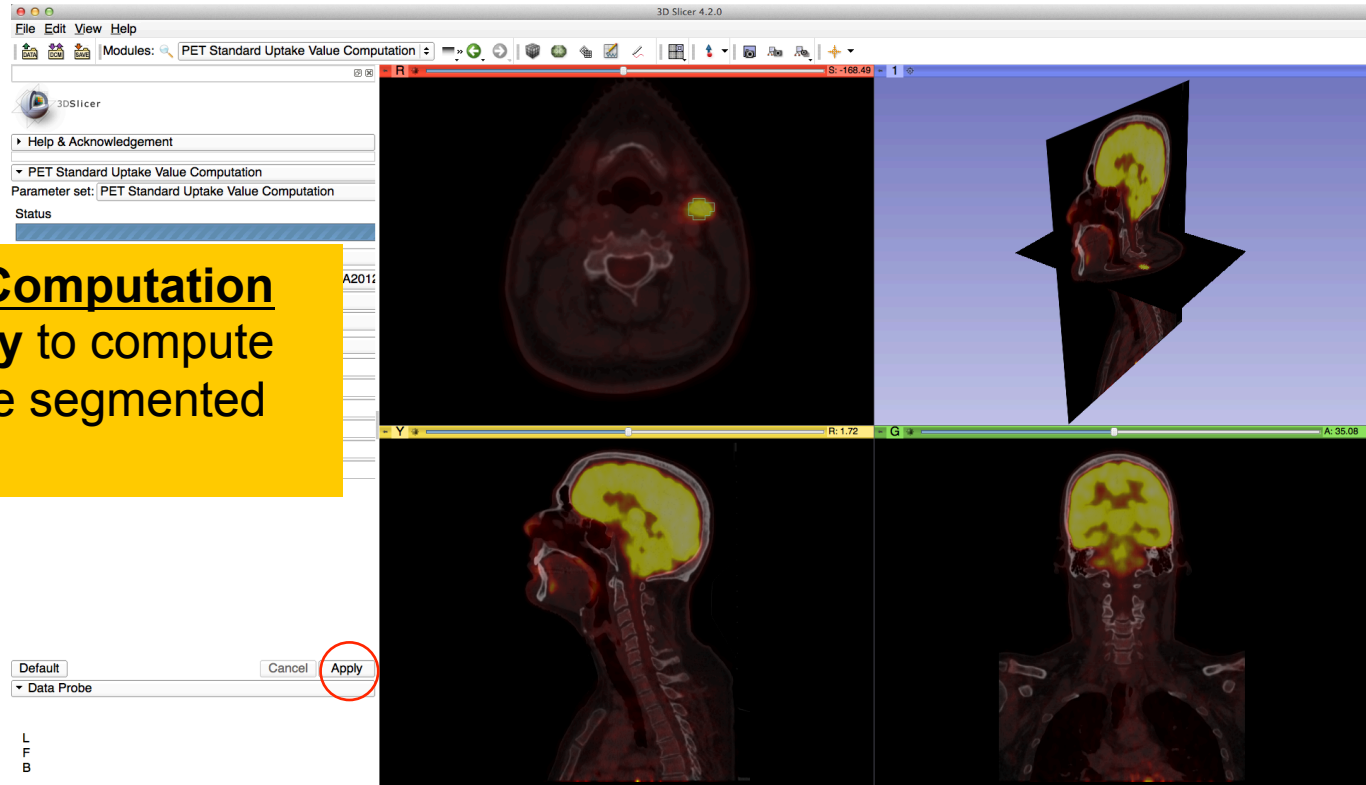 3D Slicer 4.2.0
File Edit View Help
DATA DCM SAVE Modules: PET Standard Uptake Value Computation
3DSlicer
Help & Acknowledgement
PET Standard Uptake Value Computation
Parameter set: PET Standard Uptake Value Computation
Status
Computation
y to compute
e segmented
A2012
Default Cancel Apply
Data Probe
L
F
B
R S: -168.49
1
Y R: 1.72
G A: 35.08